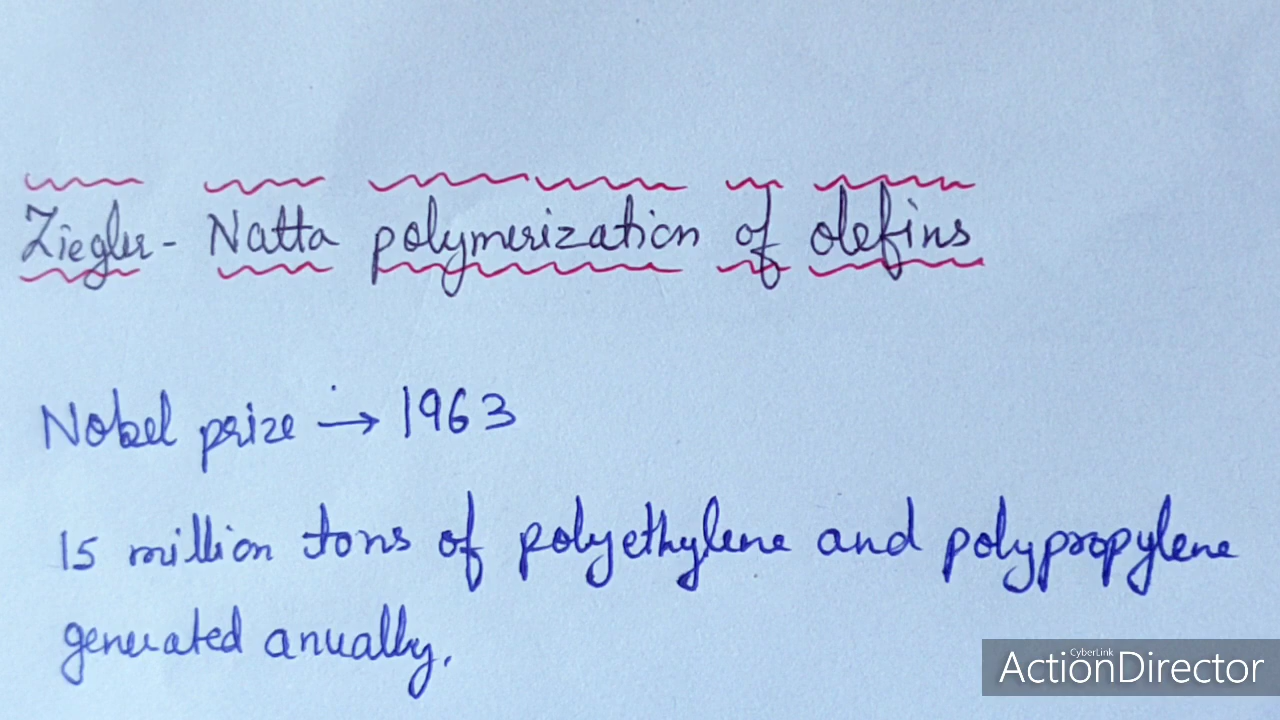 Ziegler- Natta polymerization of olefins
Nobel prize → 1963
15 million tons of polyethylene and polypropylene
generated anually.
CyberLink
ActionDirector